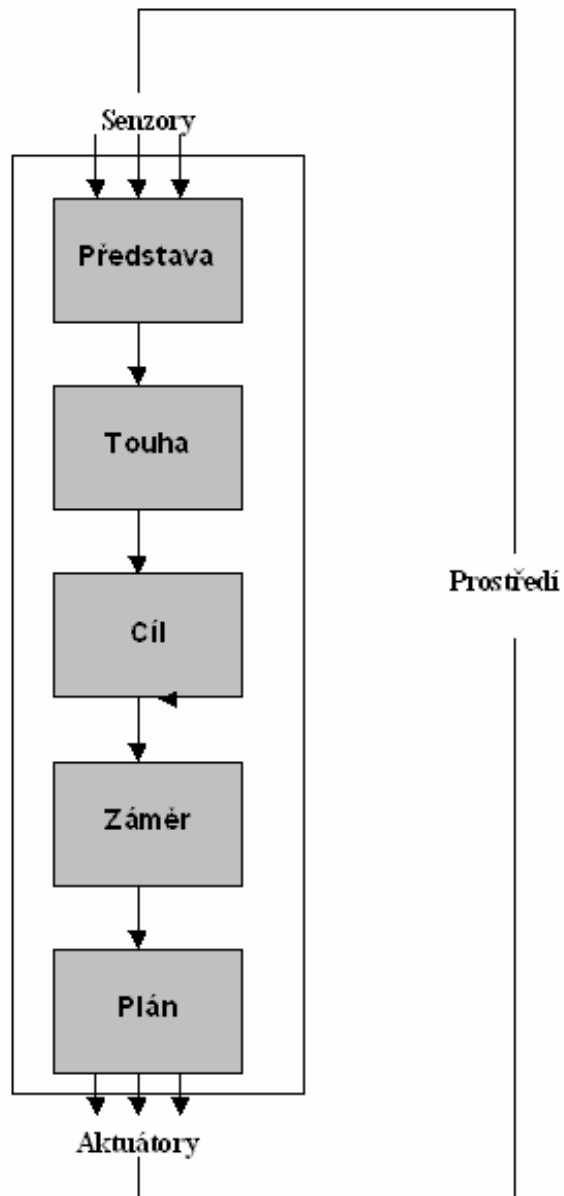 Senzory
Představa
Touha
Cíl
Prostředí
Záměr
Plán
Aktuátory